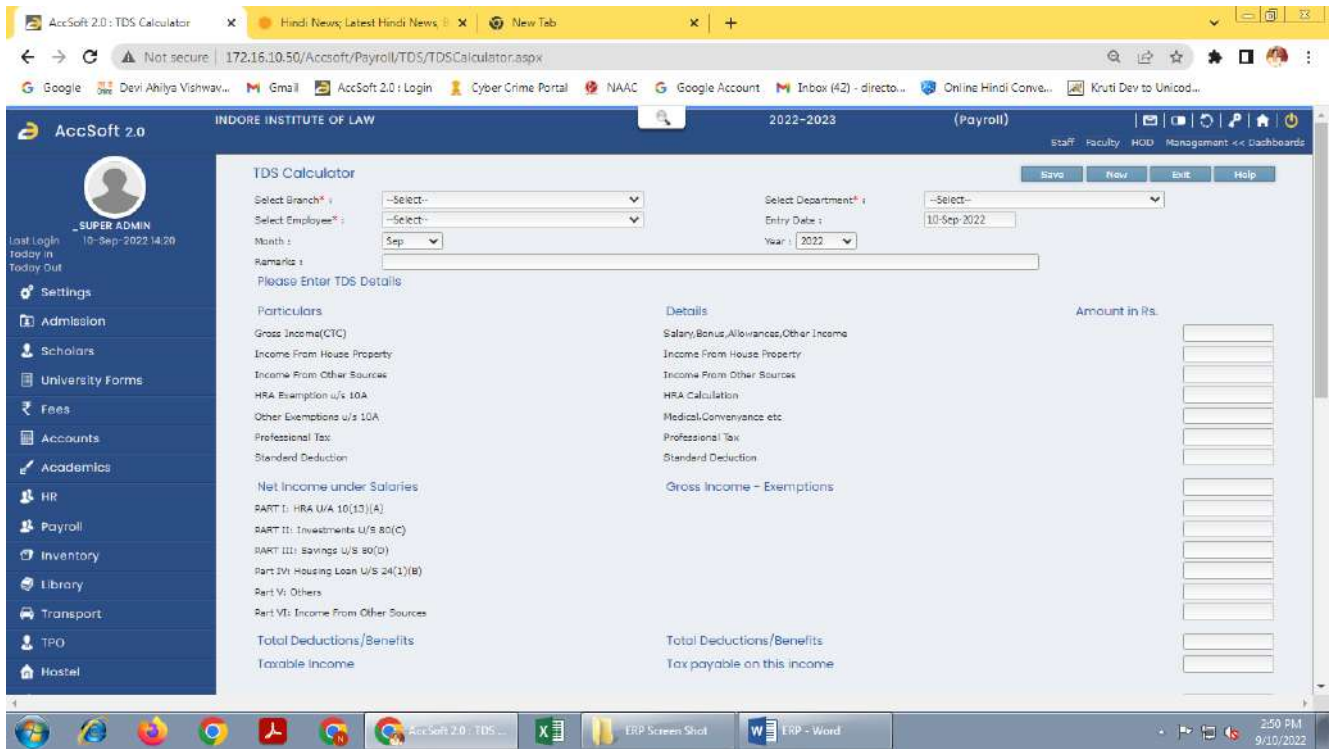 AccSoft 2.0 : TDS Calculator
Hindi News; Latest Hindi News,
New Tab
Not secure | 172.16.10.50/Accsoft/Payroll/TDS/TDSCalculator.aspx
Google Devi Ahilya Vishwav... Gmail AccSoft 2.0 : Login Cyber Crime Portal NAAC Google Account Inbox (42) - directo... Online Hindi Conve... Kruti Dev to Unicod...
AccSoft 2.0
INDORE INSTITUTE OF LAW 2022-2023 (Payroll)
Staff Faculty HOD Management << Dashboards
_SUPER ADMIN
Last Login 10-Sep-2022 14:20
Today In
Today Out
Settings
Admission
Scholars
University Forms
₹ Fees
Accounts
Academics
HR
Payroll
Inventory
Library
Transport
TPO
Hostel
TDS Calculator Save New Exit Help
Select Branch* : --Select-- Select Department* : --Select--
Select Employee* : --Select-- Entry Date : 10-Sep-2022
Month : Sep Year : 2022
Remarks :
Please Enter TDS Details
Particulars Details Amount in Rs.
Gross Income(CTC) Salary,Bonus,Allowances,Other Income
Income From House Property Income From House Property
Income From Other Sources Income From Other Sources
HRA Exemption u/s 10A HRA Calculation
Other Exemptions u/s 10A Medical,Convenyance etc
Professional Tax Professional Tax
Standerd Deduction Standerd Deduction
Net Income under Salaries Gross Income - Exemptions
PART I: HRA U/A 10(13)(A)
PART II: Investments U/S 80(C)
PART III: Savings U/S 80(D)
Part IV: Housing Loan U/S 24(1)(B)
Part V: Others
Part VI: Income From Other Sources
Total Deductions/Benefits Total Deductions/Benefits
Taxable Income Tax payable on this income
AccSoft 2.0 : TDS ... ERP Screen Shot ERP - Word
2:50 PM
9/10/2022